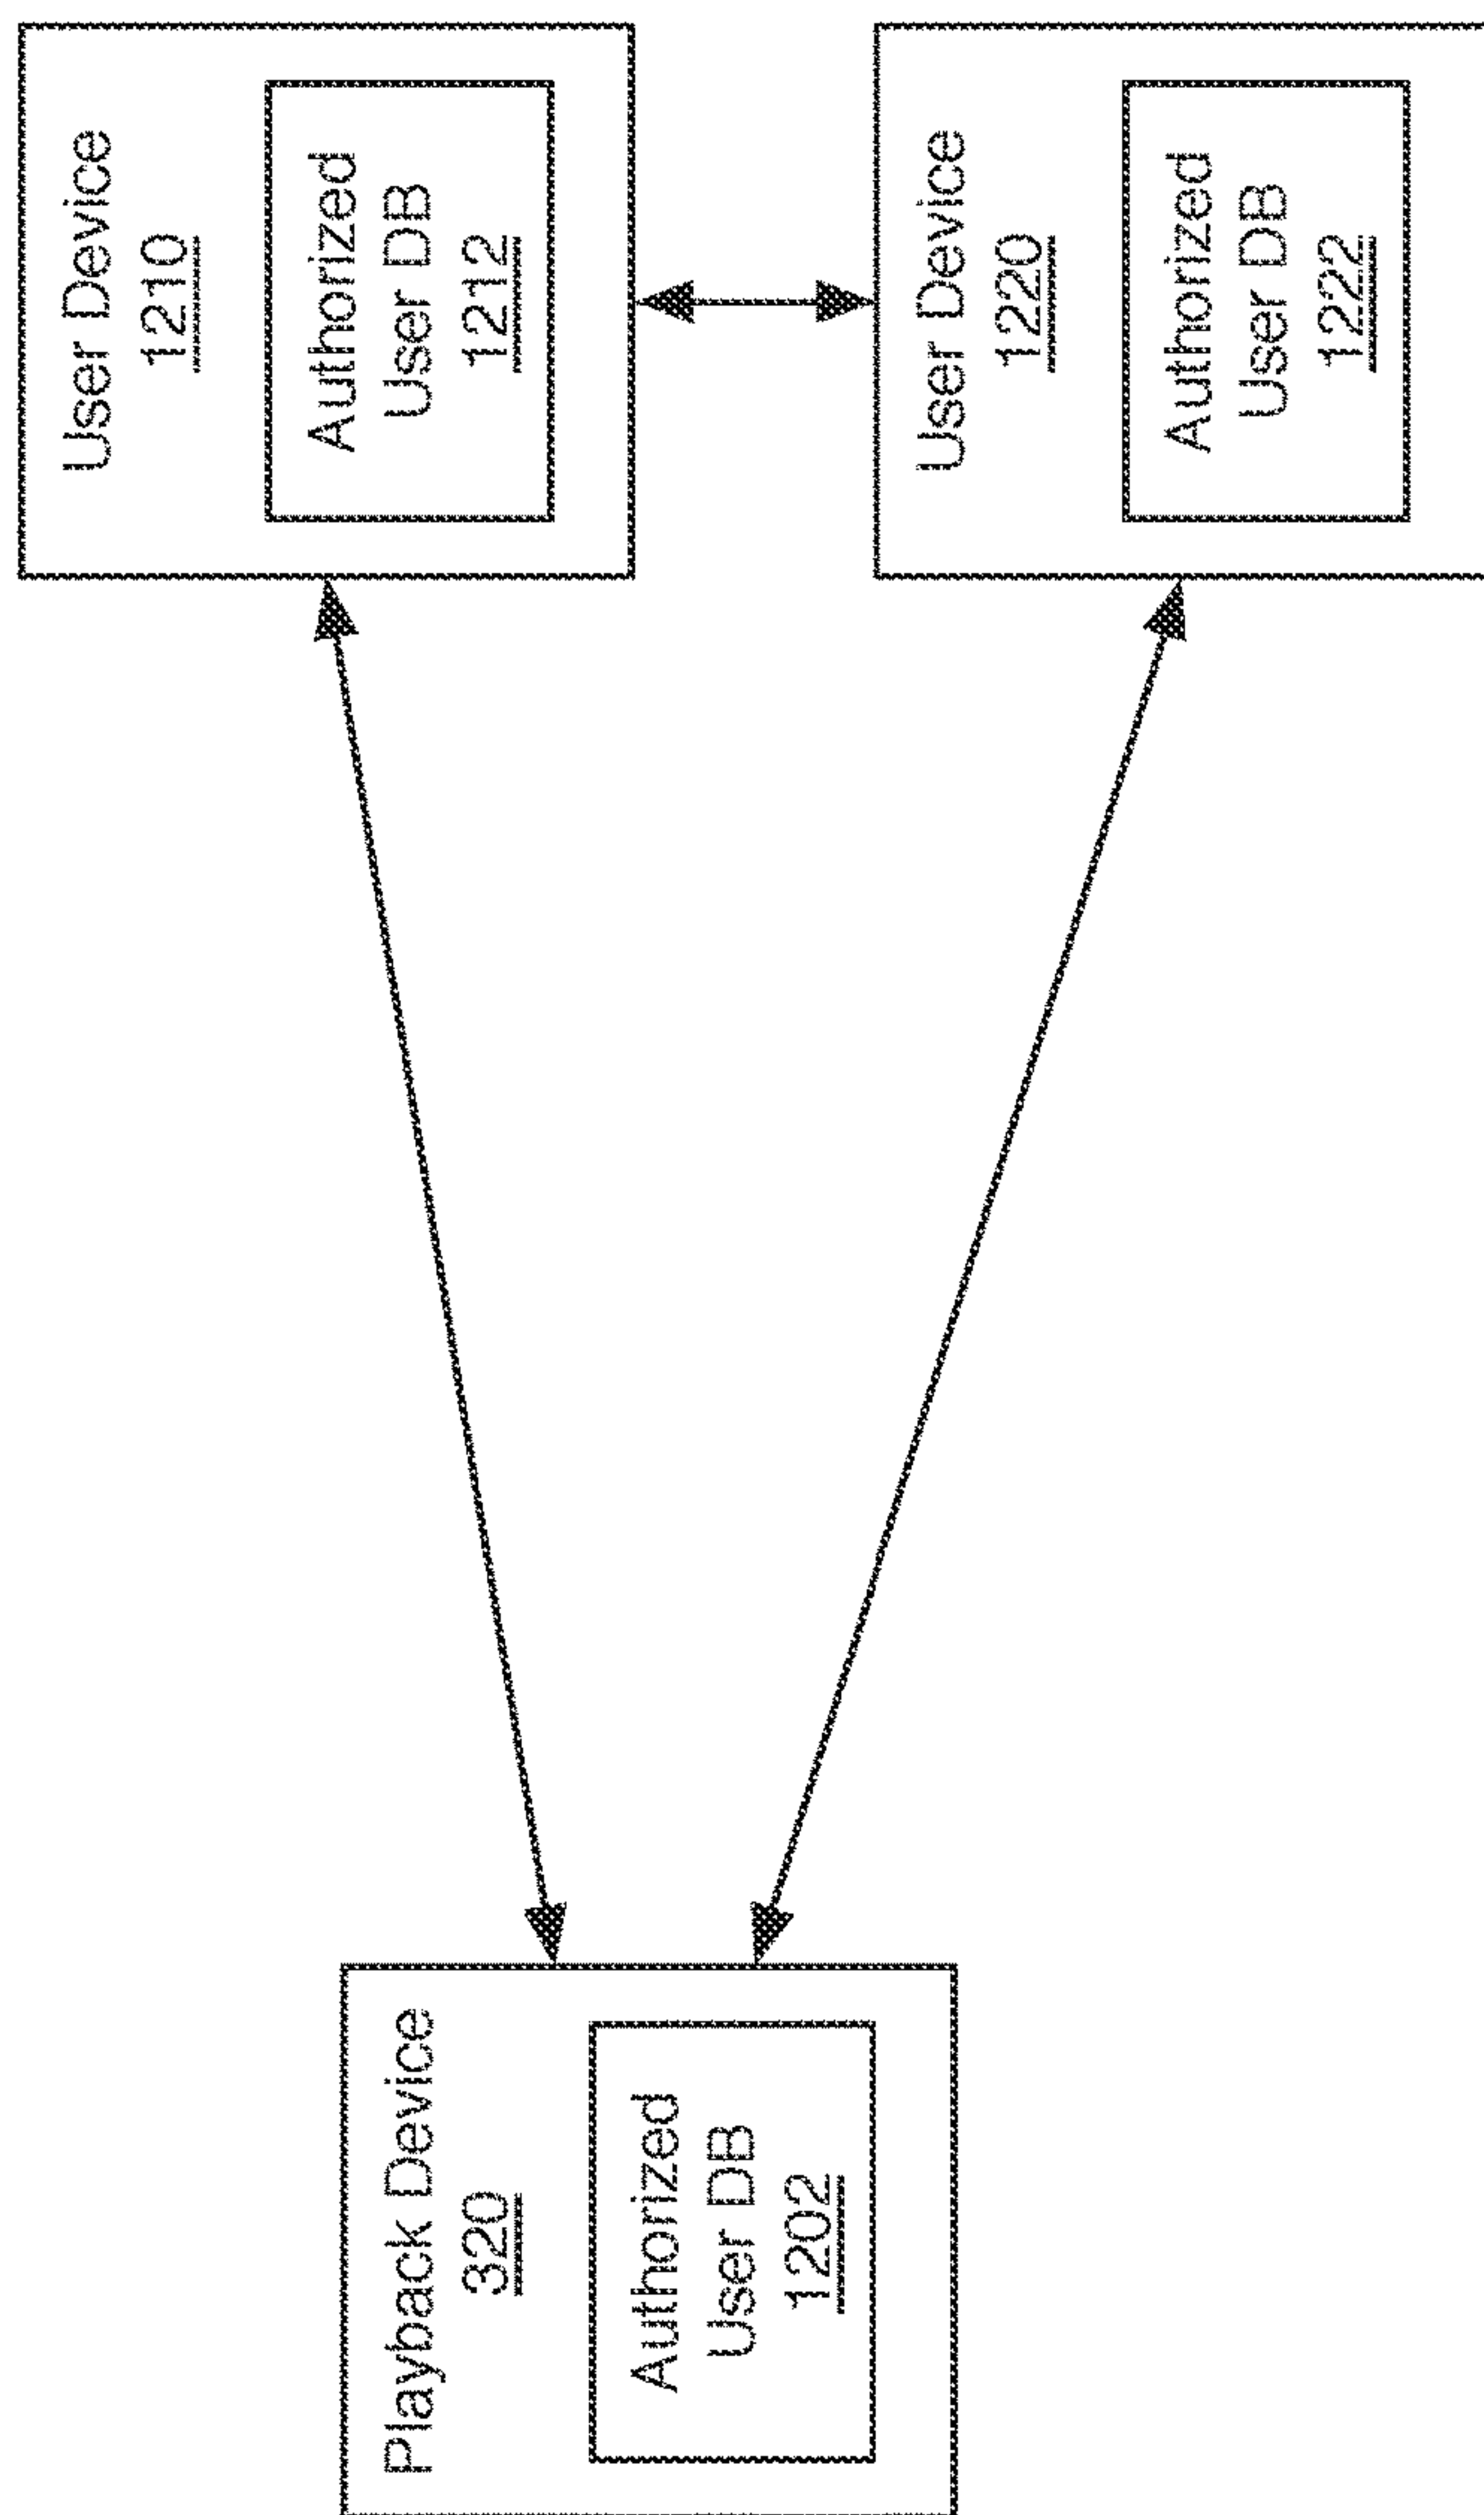 User Device
1210
Authorized
User DB
1212
User Device
1220
Authorized
User DB
1222
Playback Device
320
Authorized
User DB
1202